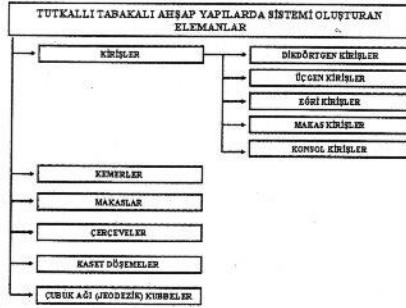 TUTKALLI TABAKALI AHŞAP YAPILARDA SİSTEMİ OLUŞTURAN
ELEMANLAR
KİRİŞLER
DİKDÖRTGEN KİRİŞLER
ÜÇGEN KİRİŞLER
EĞRİ KİRİŞLER
MAKAS KİRİŞLER
KONSOL KİRİŞLER
KEMERLER
MAKASLAR
ÇERÇEVELER
KASET DÖŞEMELER
ÇUBUK AĞI (JEODEZİK) KUBBELER